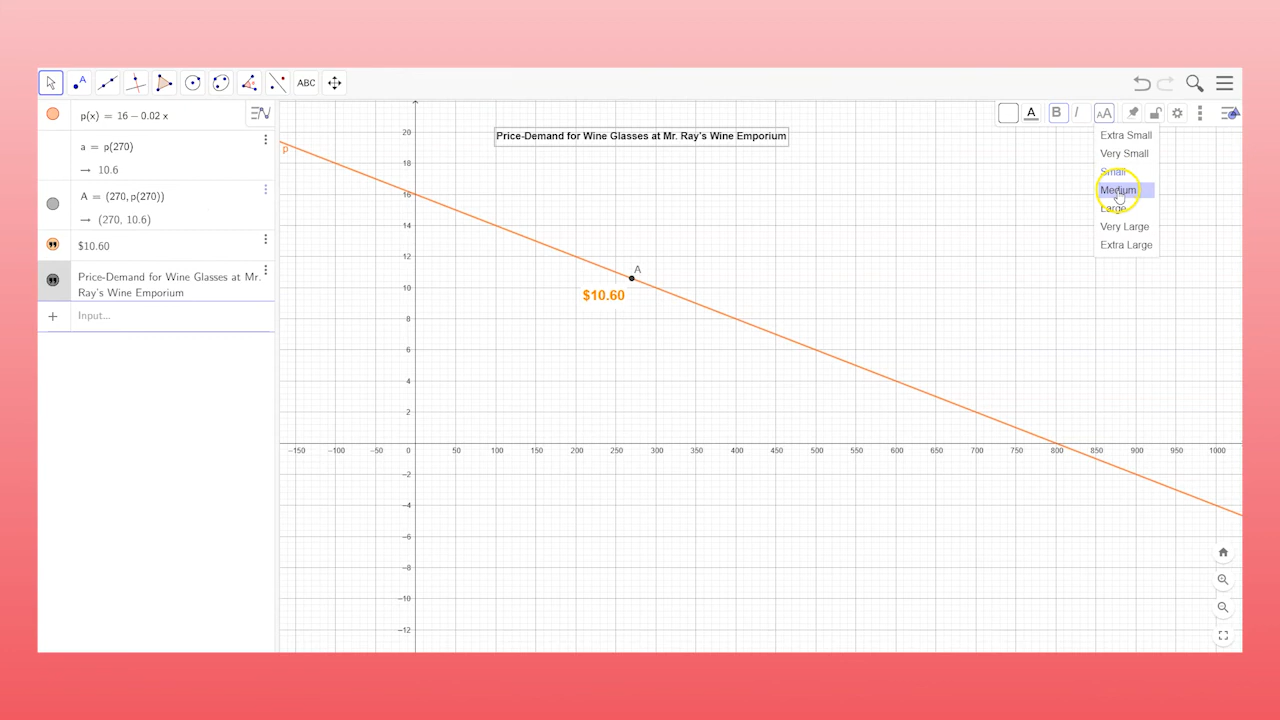 A
ABC
p(x) = 16 − 0.02 x
a = p(270)
→ 10.6
A = (270, p(270))
→ (270, 10.6)
$10.60
Price-Demand for Wine Glasses at Mr.
Ray's Wine Emporium
Input...
A B I AA
Extra Small
Very Small
Small
Medium
Large
Very Large
Extra Large
Price-Demand for Wine Glasses at Mr. Ray's Wine Emporium
p
A
$10.60
20
18
16
14
12
10
8
6
4
2
−150 −100 −50 0 50 100 150 200 250 300 350 400 450 500 550 600 650 700 750 800 850 900 950 1000
−2
−4
−6
−8
−10
−12